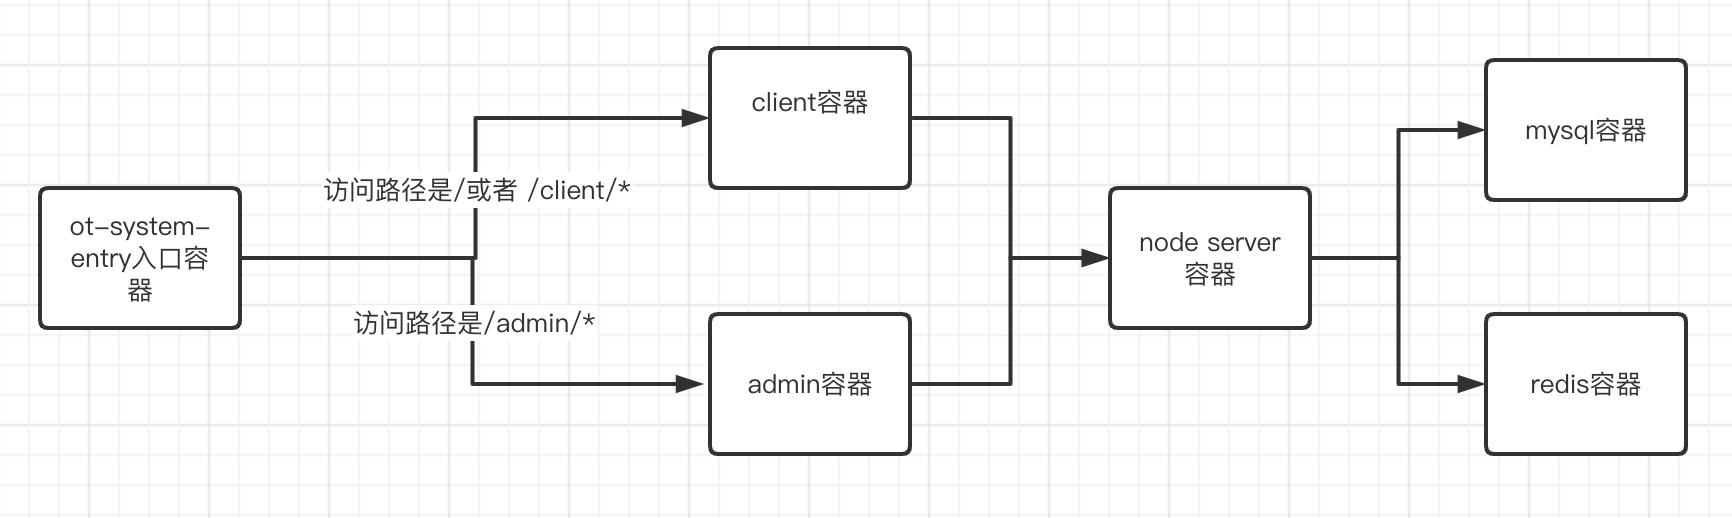 client容器
mysql容器
访问路径是/或者 /client/*
ot-system-
entry入口容
器
node server
容器
访问路径是/admin/*
admin容器
redis容器